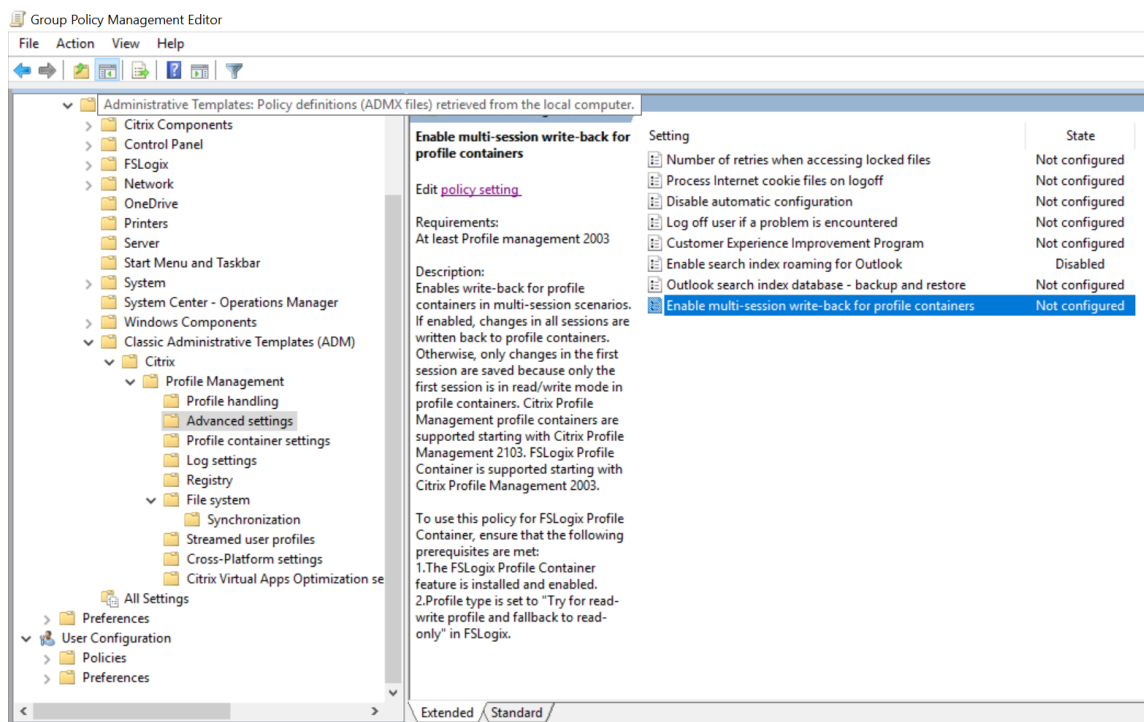 Group Policy Management Editor
File Action View Help
Administrative Templates: Policy definitions (ADMX files) retrieved from the local computer.
Citrix Components
Control Panel
FSLogix
Network
OneDrive
Printers
Server
Start Menu and Taskbar
System
System Center - Operations Manager
Windows Components
Classic Administrative Templates (ADM)
Citrix
Profile Management
Profile handling
Advanced settings
Profile container settings
Log settings
Registry
File system
Synchronization
Streamed user profiles
Cross-Platform settings
Citrix Virtual Apps Optimization se
All Settings
Preferences
User Configuration
Policies
Preferences
Enable multi-session write-back for
profile containers
Edit policy setting
Requirements:
At least Profile management 2003
Description:
Enables write-back for profile
containers in multi-session scenarios.
If enabled, changes in all sessions are
written back to profile containers.
Otherwise, only changes in the first
session are saved because only the
first session is in read/write mode in
profile containers. Citrix Profile
Management profile containers are
supported starting with Citrix Profile
Management 2103. FSLogix Profile
Container is supported starting with
Citrix Profile Management 2003.
To use this policy for FSLogix Profile
Container, ensure that the following
prerequisites are met:
1.The FSLogix Profile Container
feature is installed and enabled.
2.Profile type is set to "Try for read-
write profile and fallback to read-
only" in FSLogix.
Setting State
Number of retries when accessing locked files Not configured
Process Internet cookie files on logoff Not configured
Disable automatic configuration Not configured
Log off user if a problem is encountered Not configured
Customer Experience Improvement Program Not configured
Enable search index roaming for Outlook Disabled
Outlook search index database - backup and restore Not configured
Enable multi-session write-back for profile containers Not configured
Extended Standard